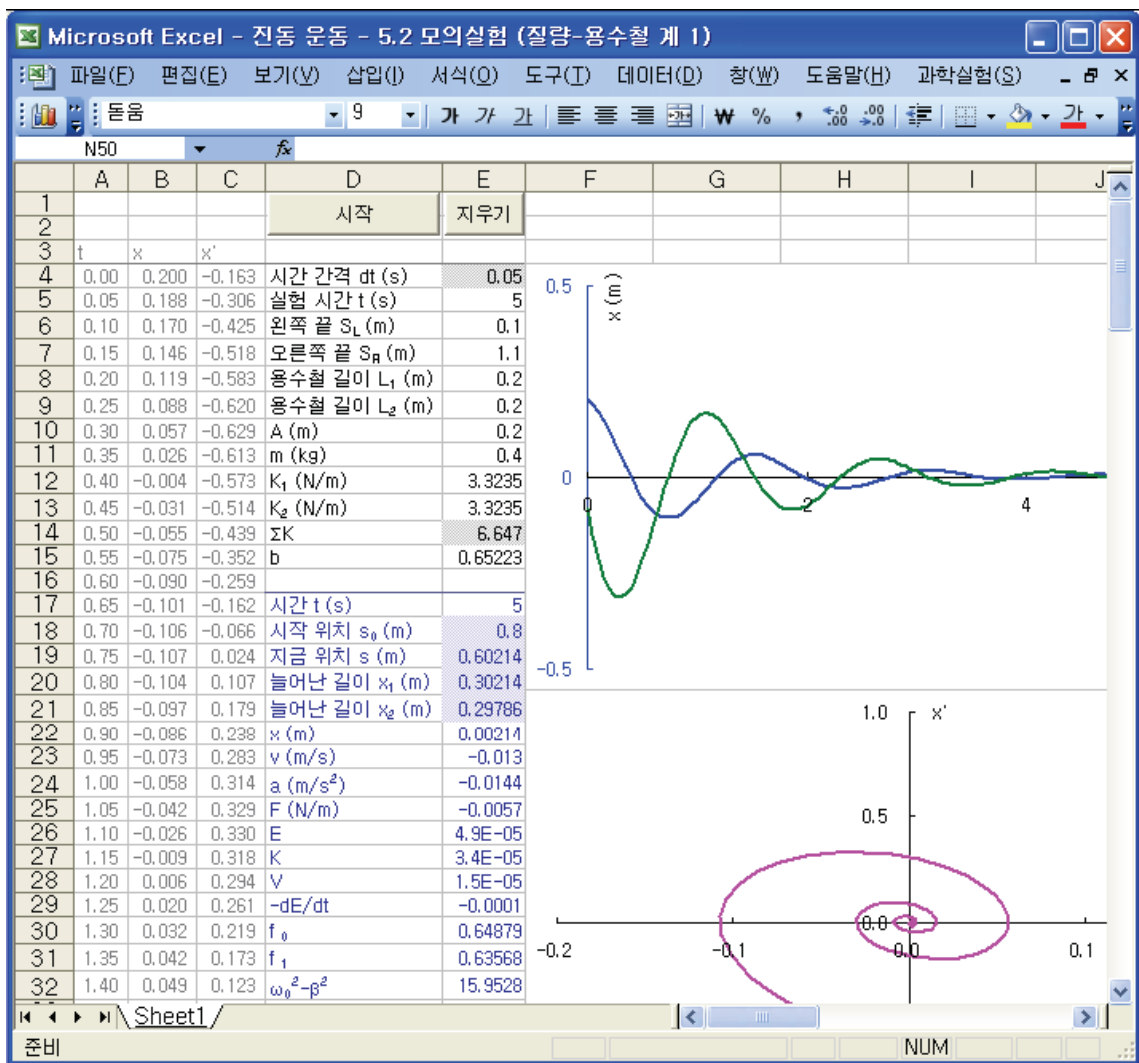 Microsoft Excel - 진동 운동 - 5.2 모의실험 (질량-용수철 계 1)
파일(F) 편집(E) 보기(V) 삽입(I) 서식(O) 도구(T) 데이터(D) 창(W) 도움말(H) 과학실험(S)
돋움 9 가 가 가 ₩ % , 가
N50 fx
A B C D E F G H I J
1 시작 지우기
2
3 t x x'
4 0.00 0.200 -0.163 시간 간격 dt (s) 0.05
5 0.05 0.188 -0.306 실험 시간 t (s) 5
6 0.10 0.170 -0.425 왼쪽 끝 S_L (m) 0.1
7 0.15 0.146 -0.518 오른쪽 끝 S_R (m) 1.1
8 0.20 0.119 -0.583 용수철 길이 L₁ (m) 0.2
9 0.25 0.088 -0.620 용수철 길이 L₂ (m) 0.2
10 0.30 0.057 -0.629 A (m) 0.2
11 0.35 0.026 -0.613 m (kg) 0.4
12 0.40 -0.004 -0.573 K₁ (N/m) 3.3235
13 0.45 -0.031 -0.514 K₂ (N/m) 3.3235
14 0.50 -0.055 -0.439 ΣK 6.647
15 0.55 -0.075 -0.352 b 0.65223
16 0.60 -0.090 -0.259
17 0.65 -0.101 -0.162 시간 t (s) 5
18 0.70 -0.106 -0.066 시작 위치 s₀ (m) 0.8
19 0.75 -0.107 0.024 지금 위치 s (m) 0.60214
20 0.80 -0.104 0.107 늘어난 길이 x₁ (m) 0.30214
21 0.85 -0.097 0.179 늘어난 길이 x₂ (m) 0.29786
22 0.90 -0.086 0.238 x (m) 0.00214
23 0.95 -0.073 0.283 v (m/s) -0.013
24 1.00 -0.058 0.314 a (m/s²) -0.0144
25 1.05 -0.042 0.329 F (N/m) -0.0057
26 1.10 -0.026 0.330 E 4.9E-05
27 1.15 -0.009 0.318 K 3.4E-05
28 1.20 0.006 0.294 V 1.5E-05
29 1.25 0.020 0.261 -dE/dt -0.0001
30 1.30 0.032 0.219 f₀ 0.64879
31 1.35 0.042 0.173 f₁ 0.63568
32 1.40 0.049 0.123 ω₀²-β² 15.9528
0.5 x (m)
0
0 2 4
-0.5
1.0 x'
0.5
0.0
-0.2 -0.1 0.0 0.1
Sheet1
준비 NUM